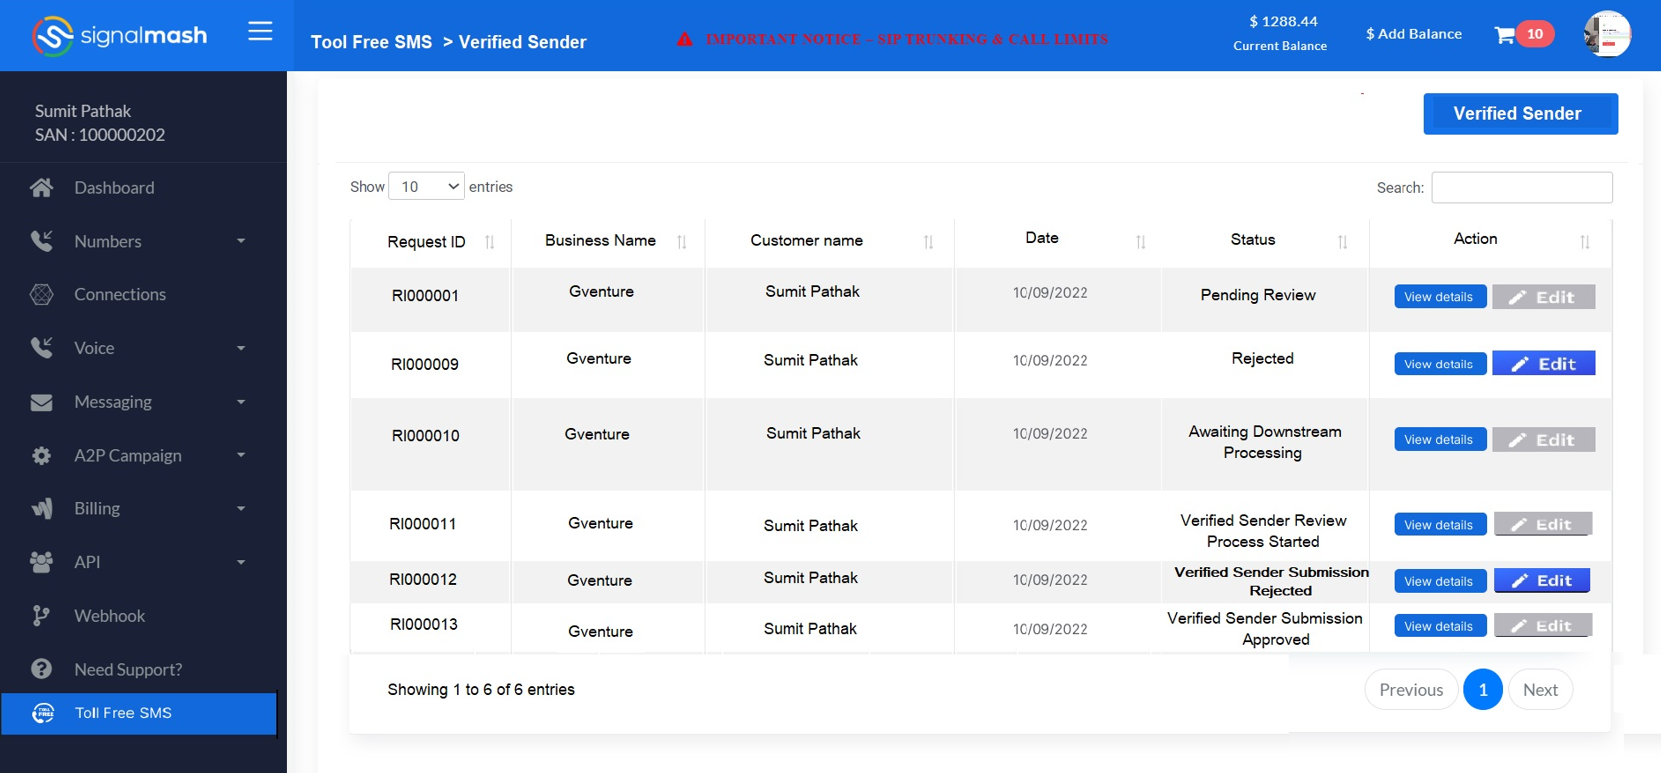 signalmash
Tool Free SMS > Verified Sender
IMPORTANT NOTICE - SIP TRUNKING & CALL LIMITS
$ 1288.44
Current Balance
$ Add Balance
10
Sumit Pathak
SAN : 100000202
Dashboard
Numbers
Connections
Voice
Messaging
A2P Campaign
Billing
API
Webhook
Need Support?
TOLL FREE
Toll Free SMS
Verified Sender
Show 10 entries
Search:
Request ID Business Name Customer name Date Status Action
RI000001 Gventure Sumit Pathak 10/09/2022 Pending Review View details Edit
RI000009 Gventure Sumit Pathak 10/09/2022 Rejected View details Edit
RI000010 Gventure Sumit Pathak 10/09/2022 Awaiting Downstream View details Edit
Processing
RI000011 Gventure Sumit Pathak 10/09/2022 Verified Sender Review View details Edit
Process Started
RI000012 Gventure Sumit Pathak 10/09/2022 Verified Sender Submission View details Edit
Rejected
RI000013 Gventure Sumit Pathak 10/09/2022 Verified Sender Submission View details Edit
Approved
Showing 1 to 6 of 6 entries
Previous 1 Next